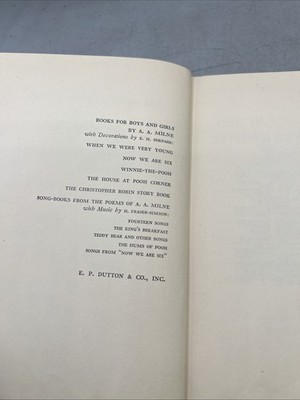 BOOKS FOR BOYS AND GIRLS
BY A. A. MILNE
with Decorations by E. H. SHEPARD:
WHEN WE WERE VERY YOUNG
NOW WE ARE SIX
WINNIE-THE-POOH
THE HOUSE AT POOH CORNER
THE CHRISTOPHER ROBIN STORY BOOK
SONG-BOOKS FROM THE POEMS OF A. A. MILNE
with Music by H. FRASER-SIMSON:
FOURTEEN SONGS
THE KING'S BREAKFAST
TEDDY BEAR AND OTHER SONGS
THE HUMS OF POOH
SONGS FROM "NOW WE ARE SIX"
E. P. DUTTON & CO., INC.